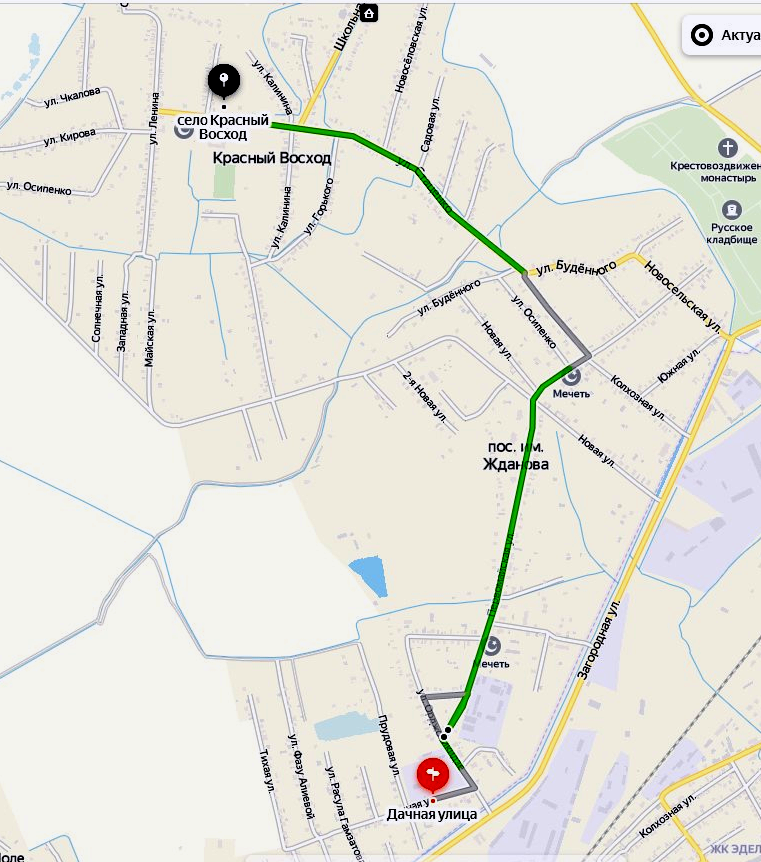 Школьна
Актуа
Новосёловская ул.
ул. Калинина
ул. Чкалова
ул. Ленина
село Красный
Восход
ул. Кирова
Садовая ул.
Красный Восход
Крестовоздвижен
монастырь
ул. Осипенко
ул. Калинина
ул. Горького
Русское
кладбище
ул. Будённого
Новосельская ул.
ул. Будённого
Солнечная ул.
Западная ул.
Майская ул.
Новая ул.
ул. Осипенко
Южная ул.
2-я Новая ул.
Мечеть
Колхозная ул.
пос. им.
Жданова
Новая ул.
Загородная ул.
Мечеть
Прудовая ул.
Тихая ул.
ул. Фазу Алиевой
ул. Расула Гамзатова
Дачная улица
Колхозная ул.
ЖК ЭДЕЛ
Поле